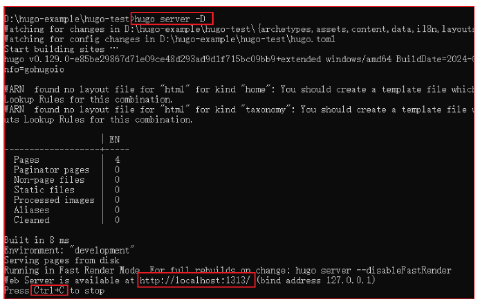 D:\hugo-example\hugo-test>hugo server -D
Watching for changes in D:\hugo-example\hugo-test\{archetypes,assets,content,data,i18n,layouts
Watching for config changes in D:\hugo-example\hugo-test\hugo.toml
Start building sites …
hugo v0.129.0-e85be29867d71e09ce48d293ad9d1f715bc09bb9+extended windows/amd64 BuildDate=2024-0
nfo=gohugoio

WARN  found no layout file for "html" for kind "home": You should create a template file which
Lookup Rules for this combination.
WARN  found no layout file for "html" for kind "taxonomy": You should create a template file w
uts Lookup Rules for this combination.

                   | EN
-------------------+-----
  Pages            |  4
  Paginator pages  |  0
  Non-page files   |  0
  Static files     |  0
  Processed images |  0
  Aliases          |  0
  Cleaned          |  0

Built in 8 ms
Environment: "development"
Serving pages from disk
Running in Fast Render Mode. For full rebuilds on change: hugo server --disableFastRender
Web Server is available at http://localhost:1313/ (bind address 127.0.0.1)
Press Ctrl+C to stop